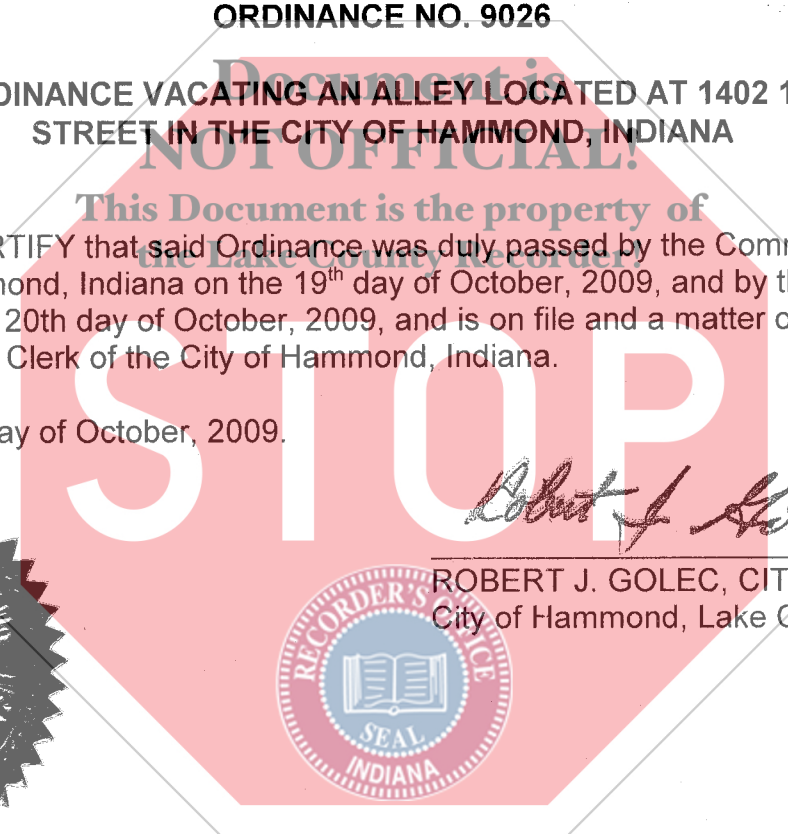 ORDINANCE NO. 9026
Document is
DINANCE VACATING AN ALLEY LOCATED AT 1402 1
STREET IN THE CITY OF HAMMOND, INDIANA
NOT OFFICIAL!
This Document is the property of
RTIFY that said Ordinance was duly passed by the Comm
the Lake County Recorder!
mond, Indiana on the 19th day of October, 2009, and by th
20th day of October, 2009, and is on file and a matter o
Clerk of the City of Hammond, Indiana.
STOP
ay of October, 2009.
Robert J
ROBERT J. GOLEC, CIT
City of Hammond, Lake C
RECORDER'S OFFICE
SEAL
INDIANA